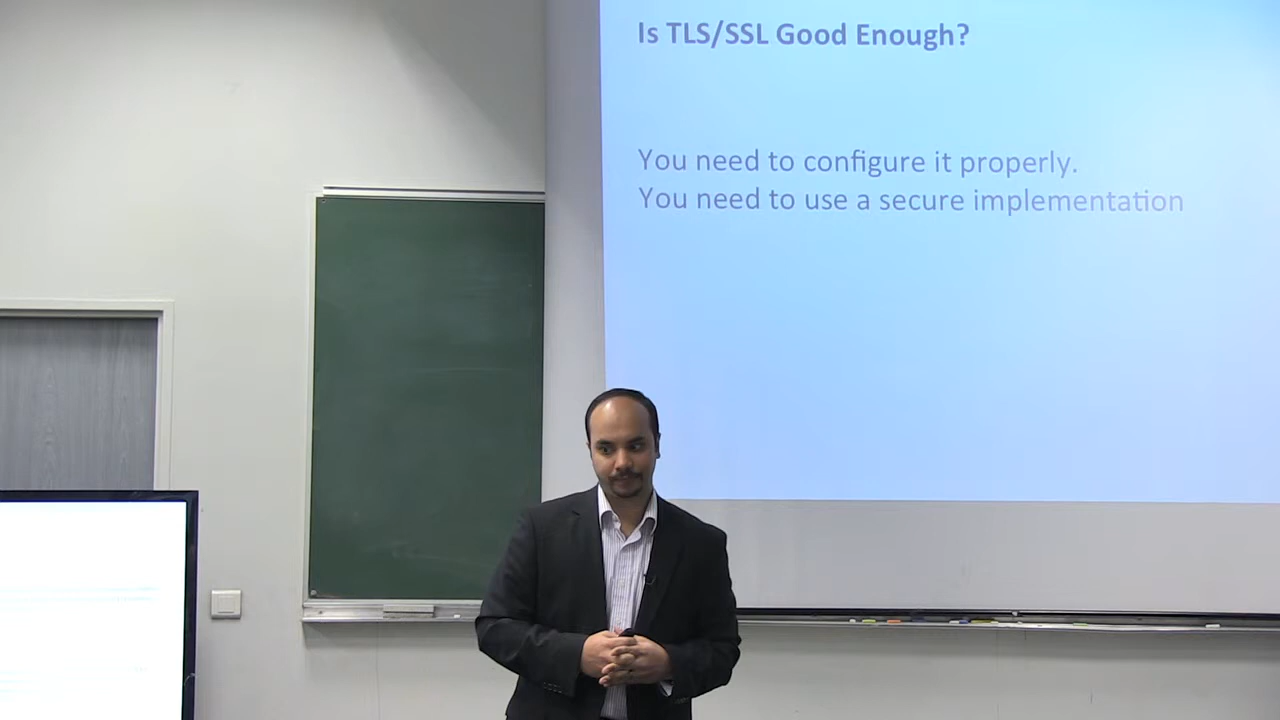 Is TLS/SSL Good Enough?
You need to configure it properly.
You need to use a secure implementation